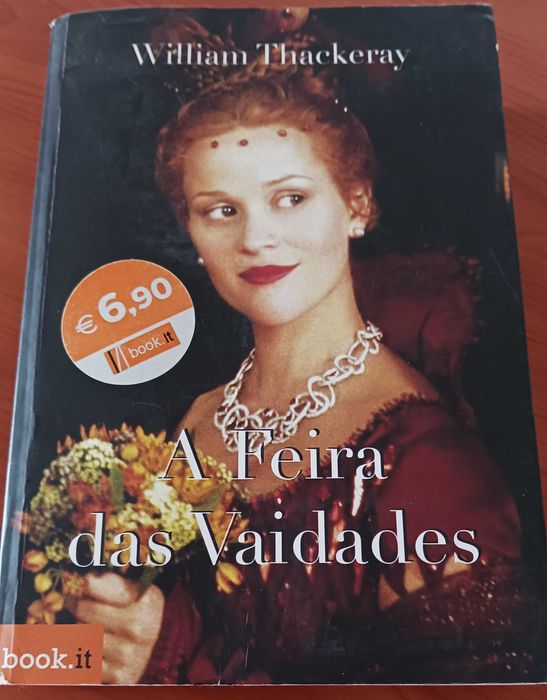 William Thackeray
€ 6,90
book.it
A Feira
das Vaidades
book.it